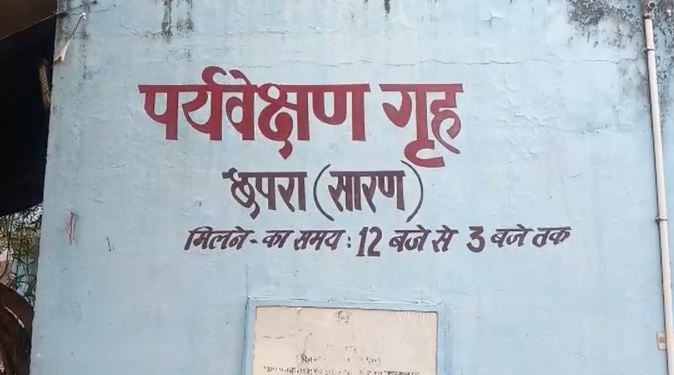 पर्यवेक्षण गृह
छपरा (सारण)
मिलने-का समय : 12 बजे से 3 बजे तक